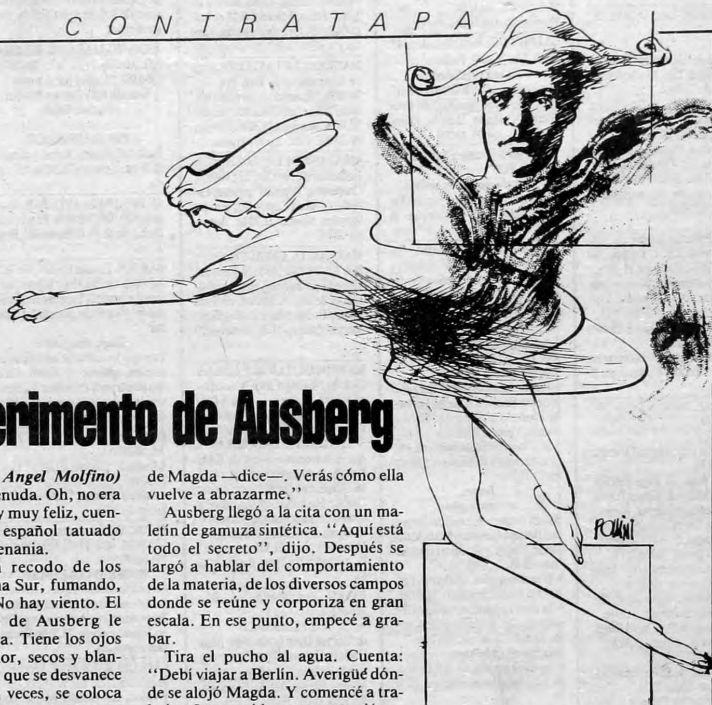 CONTRATAPA
erimento de Ausberg
Angel Molfino)
enuda. Oh, no era
y muy feliz, cuen-
español tatuado
enania.
recodo de los
a Sur, fumando,
No hay viento. El
de Ausberg le
a. Tiene los ojos
or, secos y blan-
que se desvanece
veces, se coloca
de Magda —dice—. Verás cómo ella
vuelve a abrazarme."
Ausberg llegó a la cita con un ma-
letín de gamuza sintética. "Aquí está
todo el secreto", dijo. Después se
largó a hablar del comportamiento
de la materia, de los diversos campos
donde se reúne y corporiza en gran
escala. En ese punto, empecé a gra-
bar.
Tira el pucho al agua. Cuenta:
"Debí viajar a Berlín. Averigüé dón-
de se alojó Magda. Y comencé a tra-